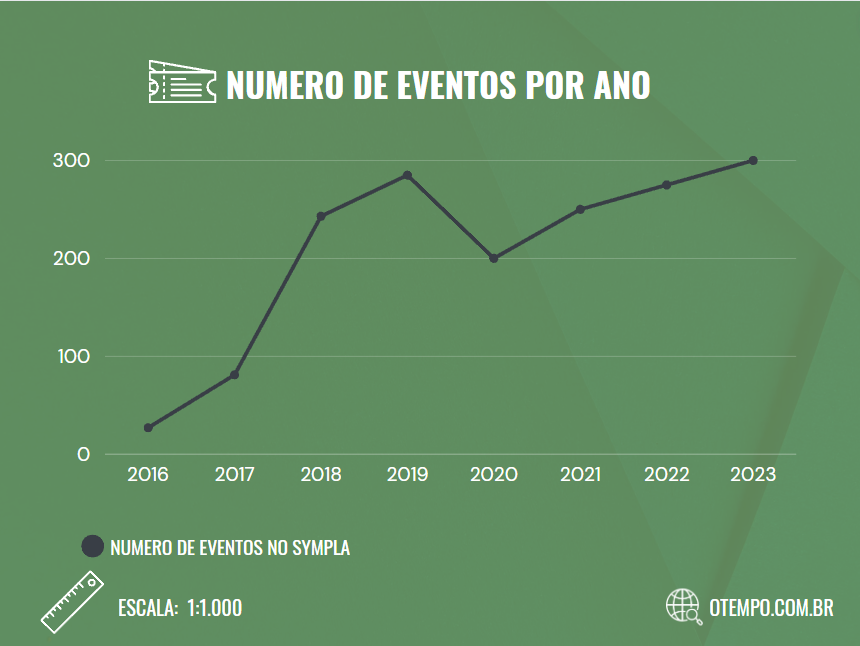 NUMERO DE EVENTOS POR ANO
300
200
100
0
2016 2017 2018 2019 2020 2021 2022 2023
NUMERO DE EVENTOS NO SYMPLA
ESCALA: 1:1.000
OTEMPO.COM.BR